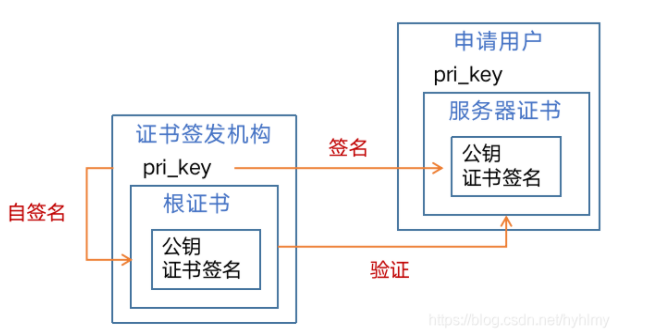 申请用户
pri_key
服务器证书
公钥
证书签名
证书签发机构
pri_key
签名
自签名
根证书
公钥
证书签名
验证
https://blog.csdn.net/hyhlmy